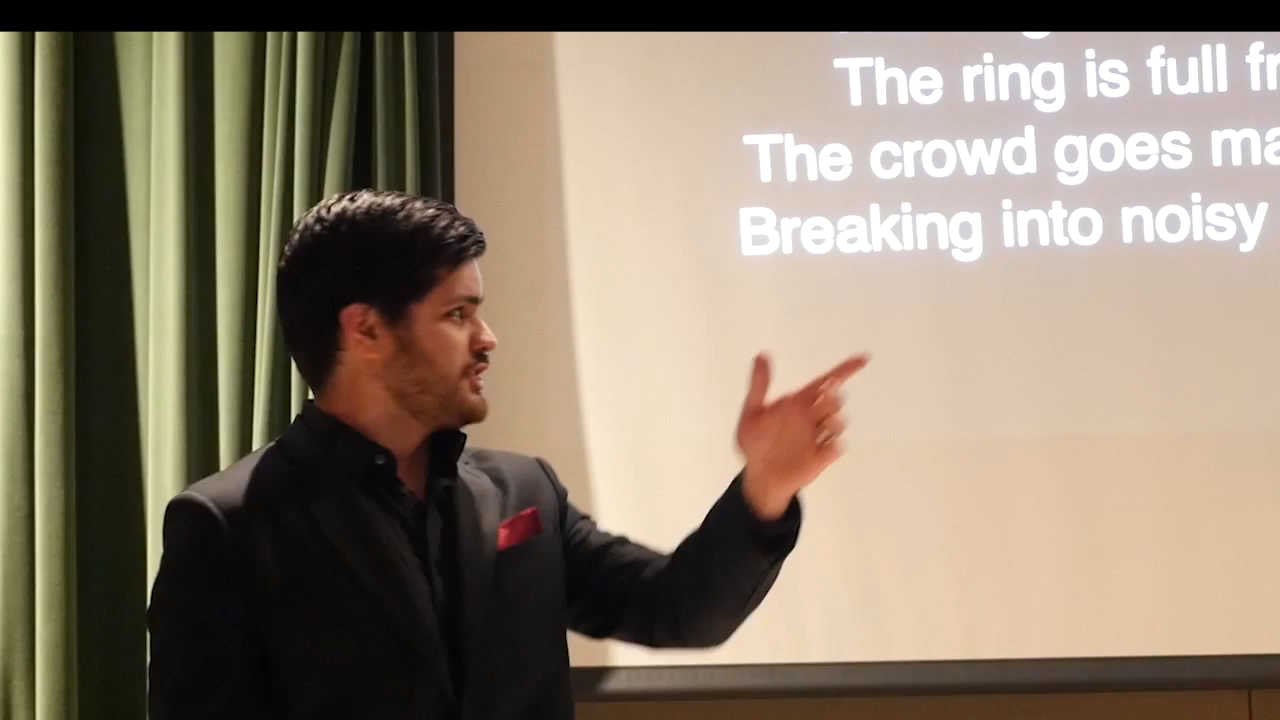 The ring is full
The crowd goes
Breaking into noisy